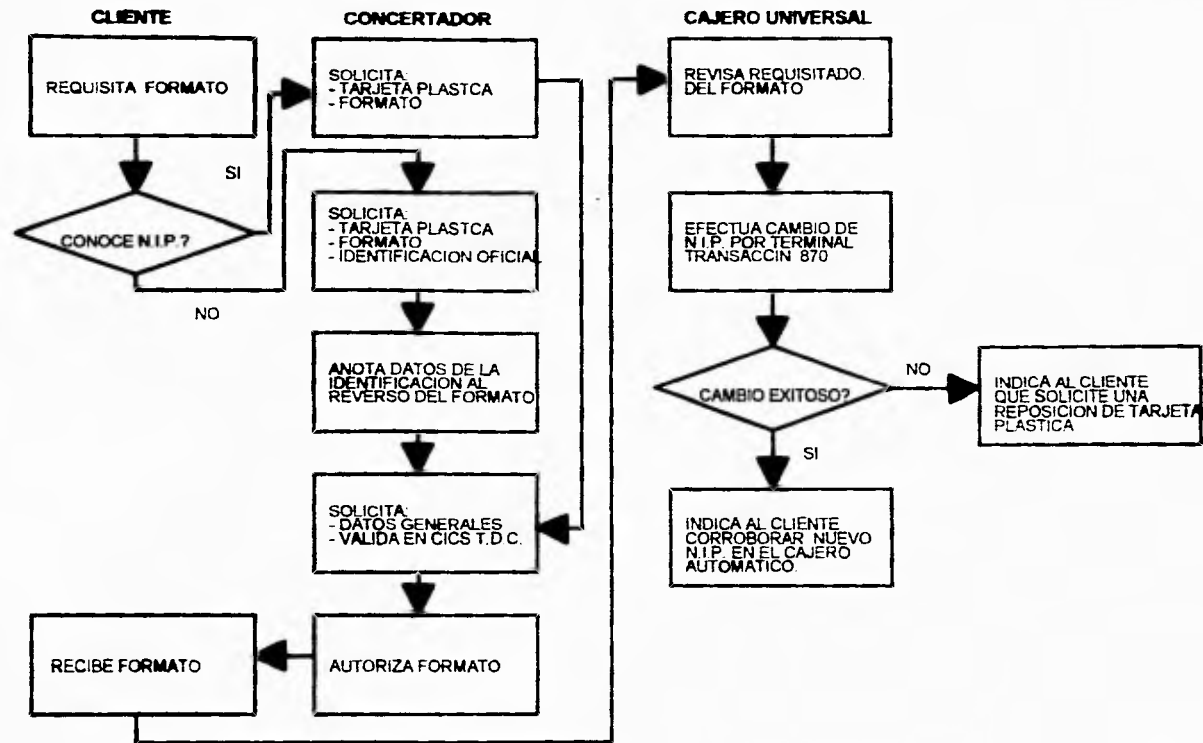 CLIENTE
CONCERTADOR
CAJERO UNIVERSAL
REQUISITA FORMATO
SI
CONOCE N.I.P.?
NO
SOLICITA:
- TARJETA PLASTCA
- FORMATO
SOLICITA:
- TARJETA PLASTCA
- FORMATO
- IDENTIFICACION OFICIAL
ANOTA DATOS DE LA
IDENTIFICACION AL
REVERSO DEL FORMATO
SOLICITA:
- DATOS GENERALES
- VALIDA EN CICS T.D.C.
AUTORIZA FORMATO
RECIBE FORMATO
REVISA REQUISITADO.
DEL FORMATO
EFECTUA CAMBIO DE
N.I.P. POR TERMINAL
TRANSACCIN 870
CAMBIO EXITOSO?
NO
INDICA AL CLIENTE
QUE SOLICITE UNA
REPOSICION DE TARJETA
PLASTICA
SI
INDICA AL CLIENTE
CORROBORAR NUEVO
N.I.P. EN EL CAJERO
AUTOMATICO.